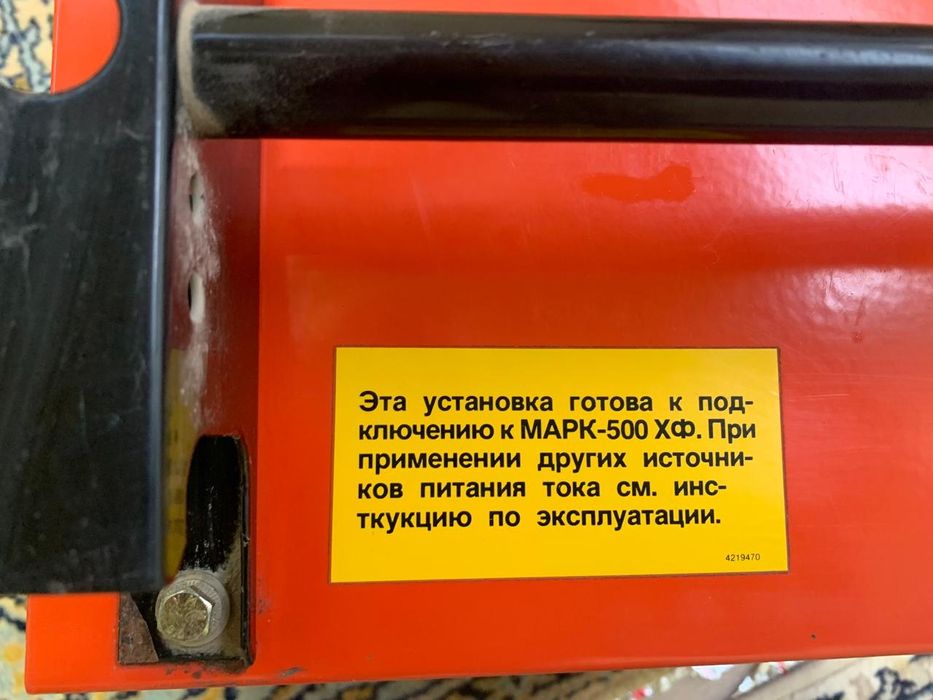 Эта установка готова к под-
ключению к МАРК-500 ХФ. При
применении других источни-
ков питания тока см. инс-
ткукцию по эксплуатации.
4219470